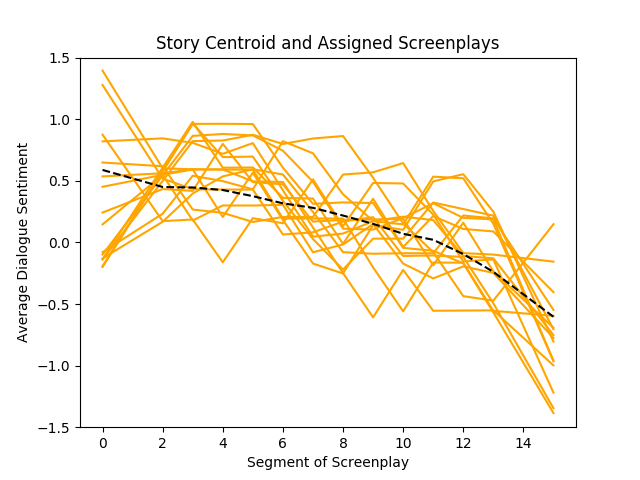 Story Centroid and Assigned Screenplays
Average Dialogue Sentiment
1.5
1.0
0.5
0.0
−0.5
−1.0
−1.5
0 2 4 6 8 10 12 14
Segment of Screenplay